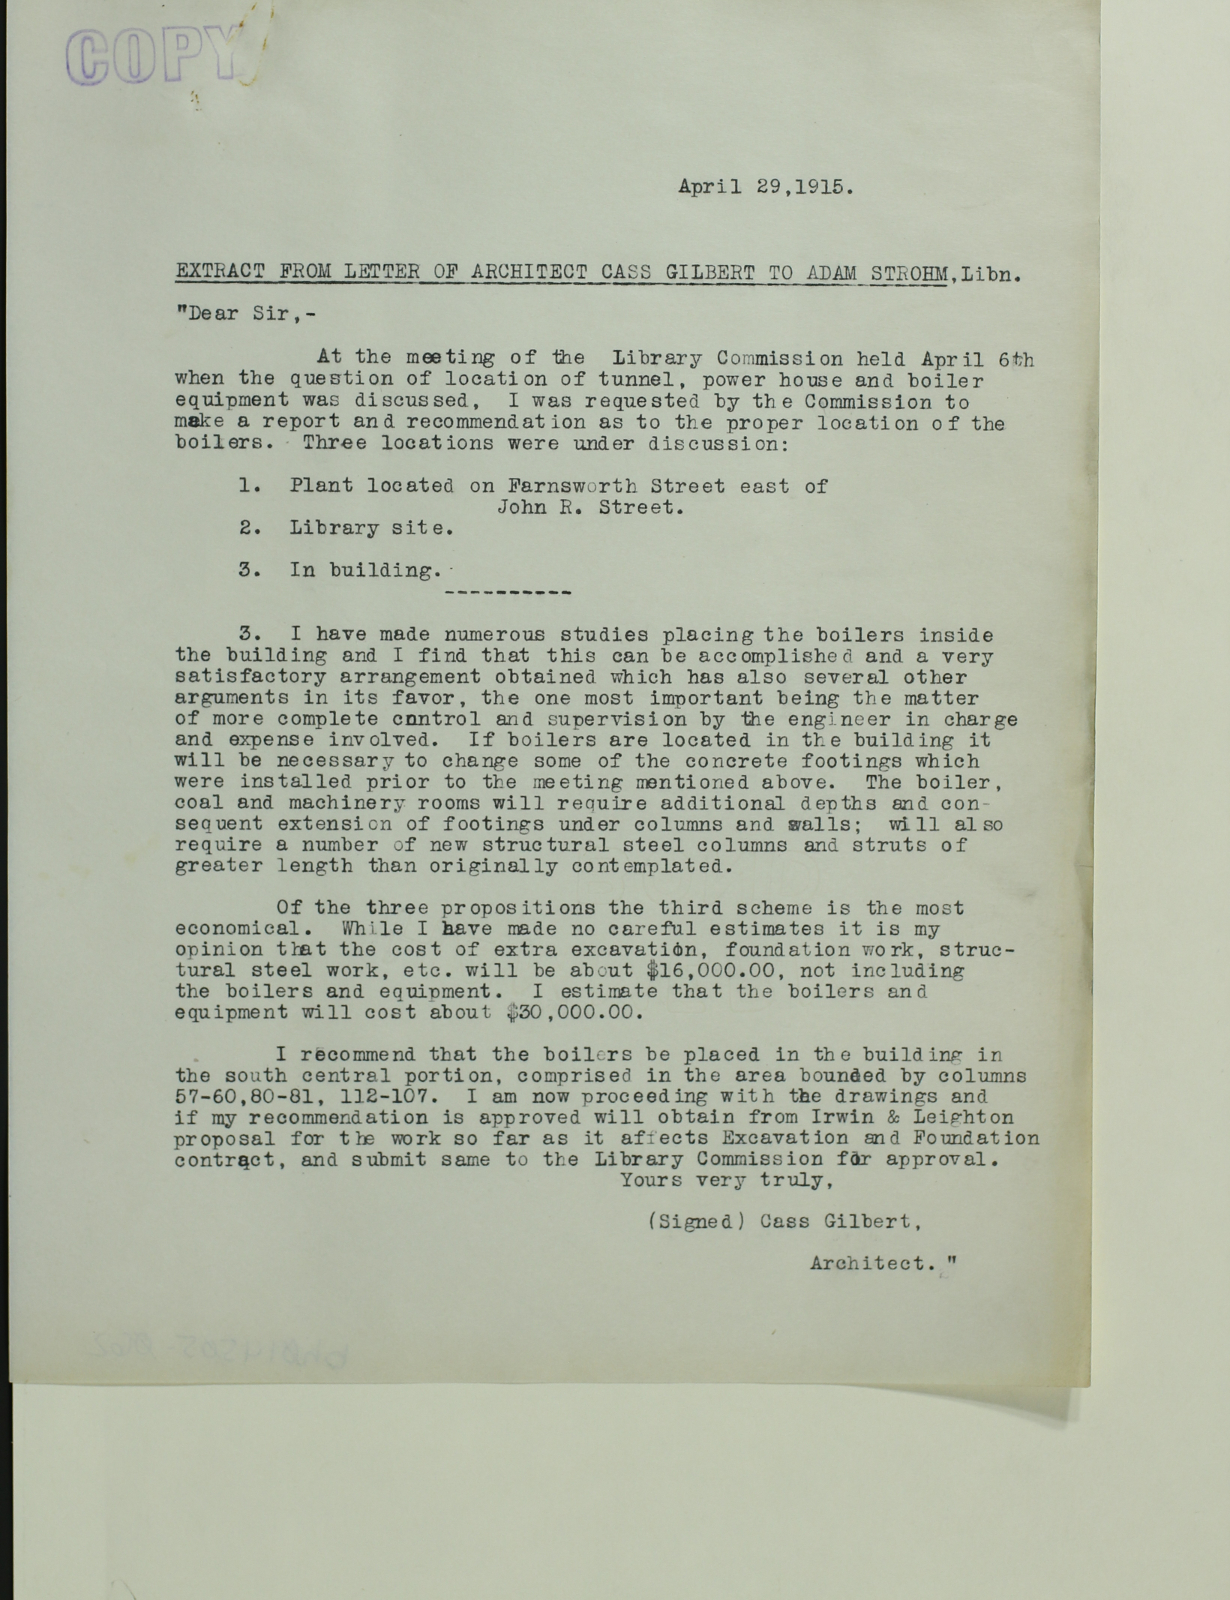 COPY
April 29,1915.
EXTRACT FROM LETTER OF ARCHITECT CASS GILBERT TO ADAM STROHM,Libn.
"Dear Sir,-
At the meeting of the Library Commission held April 6th
when the question of location of tunnel, power house and boiler
equipment was discussed, I was requested by the Commission to
make a report and recommendation as to the proper location of the
boilers. Three locations were under discussion:
1. Plant located on Farnsworth Street east of
John R. Street.
2. Library site.
3. In building.
----------
3. I have made numerous studies placing the boilers inside
the building and I find that this can be accomplished and a very
satisfactory arrangement obtained which has also several other
arguments in its favor, the one most important being the matter
of more complete cntrol and supervision by the engineer in charge
and expense involved. If boilers are located in the building it
will be necessary to change some of the concrete footings which
were installed prior to the meeting mentioned above. The boiler,
coal and machinery rooms will require additional depths and con-
sequent extension of footings under columns and walls; will also
require a number of new structural steel columns and struts of
greater length than originally contemplated.
Of the three propositions the third scheme is the most
economical. While I have made no careful estimates it is my
opinion that the cost of extra excavation, foundation work, struc-
tural steel work, etc. will be about $16,000.00, not including
the boilers and equipment. I estimate that the boilers and
equipment will cost about $30,000.00.
I recommend that the boilers be placed in the building in
the south central portion, comprised in the area bounded by columns
57-60,80-81, 112-107. I am now proceeding with the drawings and
if my recommendation is approved will obtain from Irwin & Leighton
proposal for the work so far as it affects Excavation and Foundation
contract, and submit same to the Library Commission for approval.
Yours very truly,
(Signed) Cass Gilbert,
Architect."